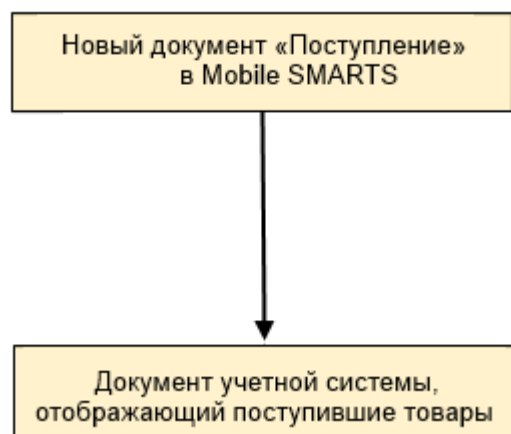 Новый документ «Поступление»
в Mobile SMARTS
Документ учетной системы,
отображающий поступившие товары